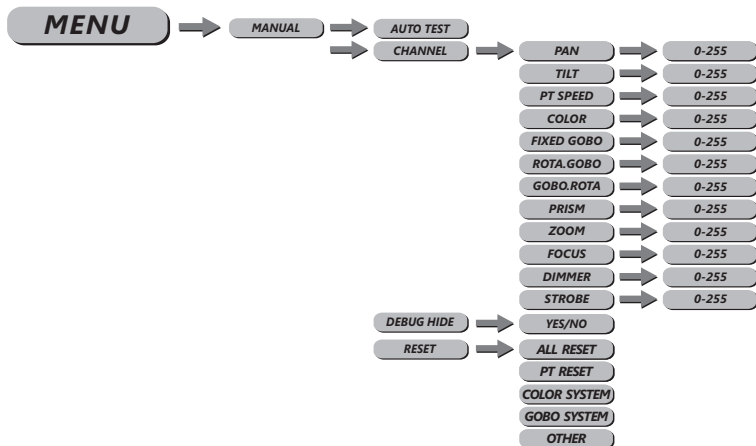 MENU MANUAL AUTO TEST
CHANNEL PAN 0-255
TILT 0-255
PT SPEED 0-255
COLOR 0-255
FIXED GOBO 0-255
ROTA.GOBO 0-255
GOBO.ROTA 0-255
PRISM 0-255
ZOOM 0-255
FOCUS 0-255
DIMMER 0-255
STROBE 0-255
DEBUG HIDE YES/NO
RESET ALL RESET
PT RESET
COLOR SYSTEM
GOBO SYSTEM
OTHER